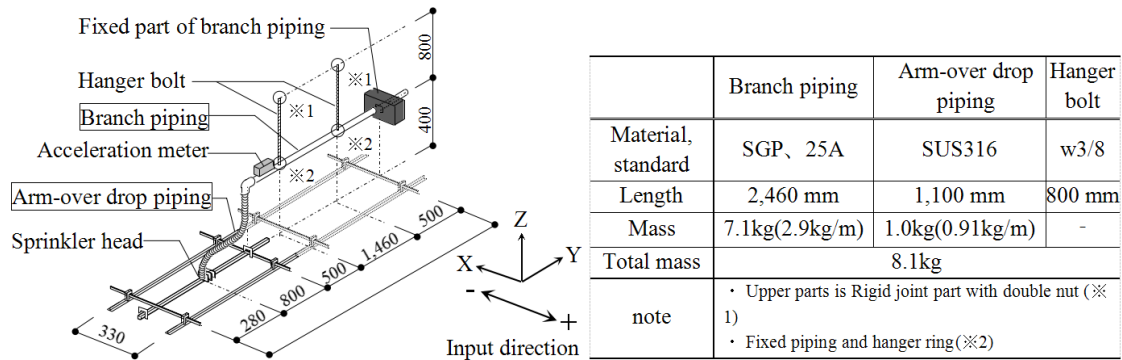 Fixed part of branch piping
Hanger bolt
Branch piping
Acceleration meter
Arm-over drop piping
Sprinkler head
※1
※1
※2
※2
800
400
500
1,460
500
800
280
330
Z
Y
X
-
+
Input direction
Branch piping Arm-over drop piping Hanger bolt
Material, standard SGP、25A SUS316 w3/8
Length 2,460 mm 1,100 mm 800 mm
Mass 7.1kg(2.9kg/m) 1.0kg(0.91kg/m) -
Total mass 8.1kg
note
・ Upper parts is Rigid joint part with double nut (※
1)
・ Fixed piping and hanger ring(※2)